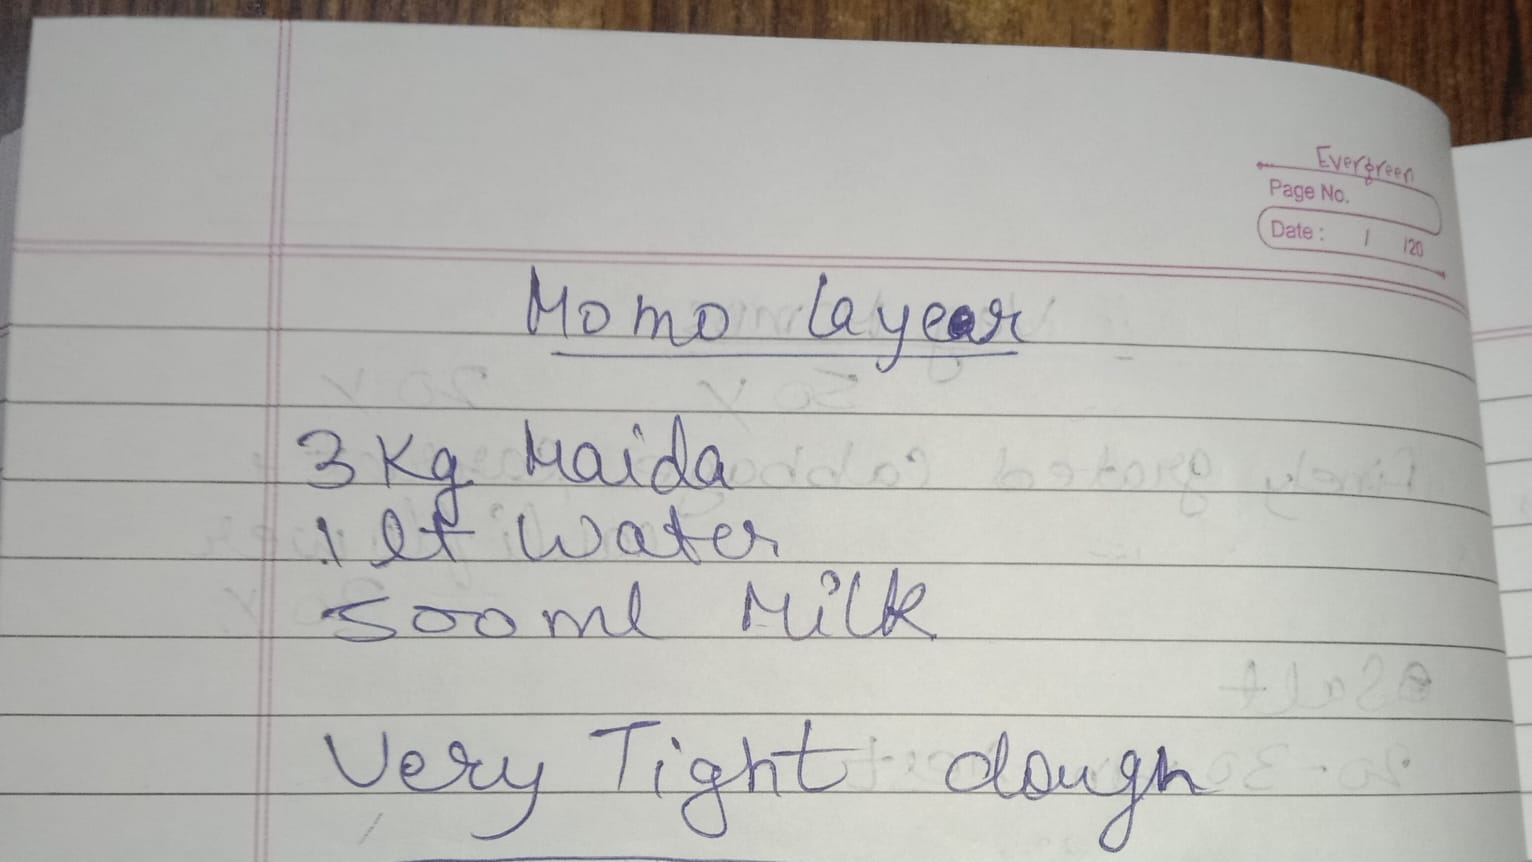 Evergreen
Page No.
Date : / /20
Momo Layear
3 Kg Maida
1 lt Water
500 ml Milk
Very Tight dough